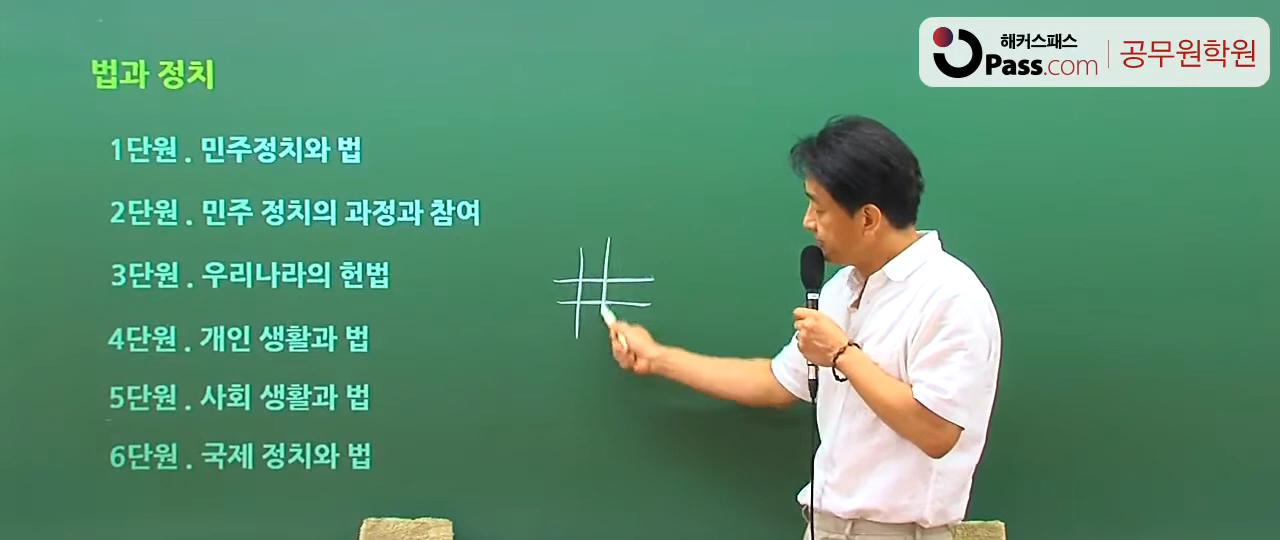 해커스패스
Pass.com
공무원학원
법과 정치
1단원 . 민주정치와 법
2단원 . 민주 정치의 과정과 참여
3단원 . 우리나라의 헌법
4단원 . 개인 생활과 법
5단원 . 사회 생활과 법
6단원 . 국제 정치와 법